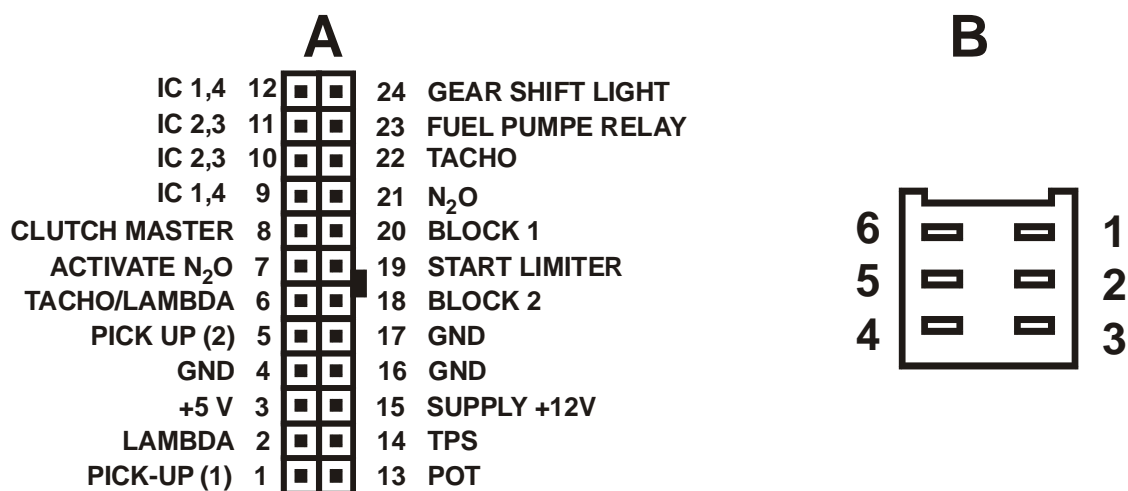 A
B
IC 1,4 12 24 GEAR SHIFT LIGHT
IC 2,3 11 23 FUEL PUMPE RELAY
IC 2,3 10 22 TACHO
IC 1,4 9 21 N2O
CLUTCH MASTER 8 20 BLOCK 1
ACTIVATE N2O 7 19 START LIMITER
TACHO/LAMBDA 6 18 BLOCK 2
PICK UP (2) 5 17 GND
GND 4 16 GND
+5 V 3 15 SUPPLY +12V
LAMBDA 2 14 TPS
PICK-UP (1) 1 13 POT
6 1
5 2
4 3